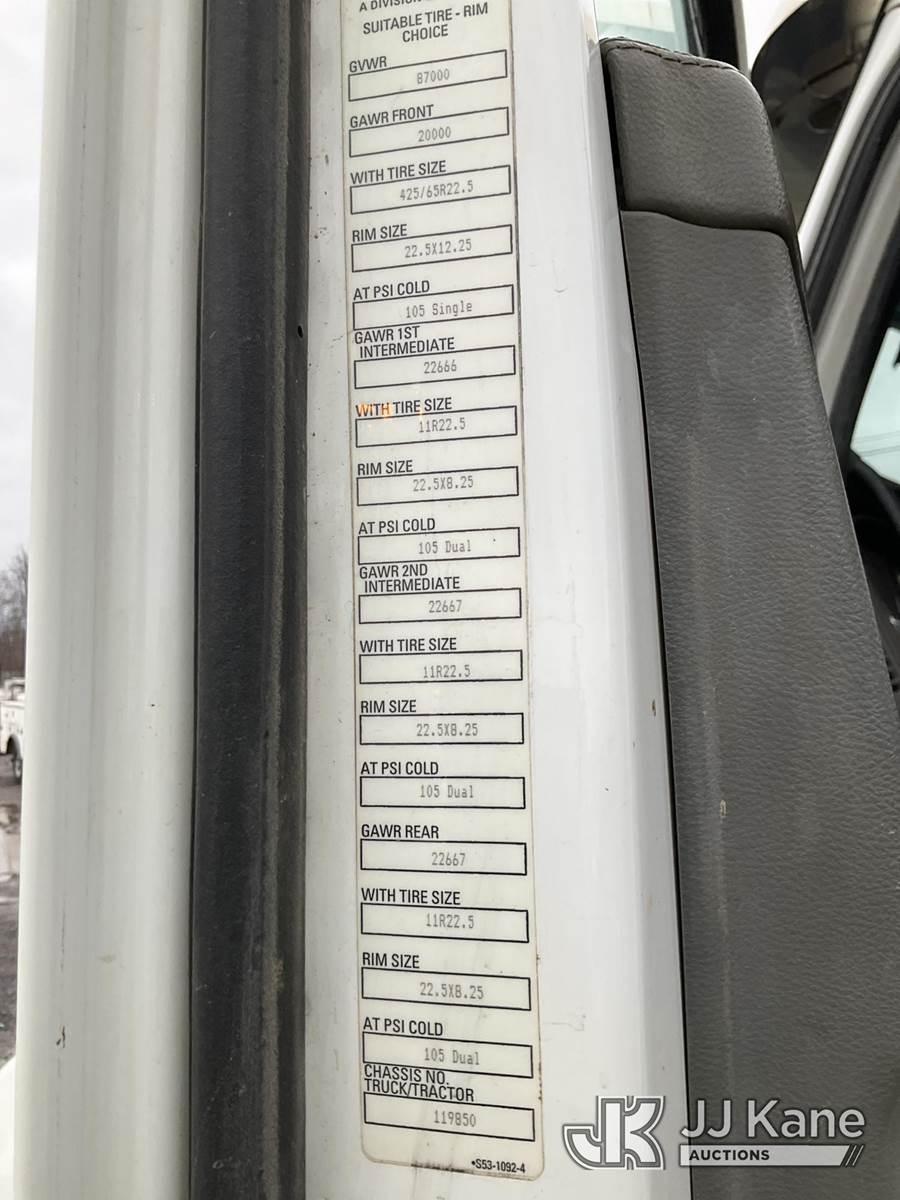 A DIVISION
SUITABLE TIRE - RIM
CHOICE
GVWR
87000
GAWR FRONT
20000
WITH TIRE SIZE
425/65R22.5
RIM SIZE
22.5X12.25
AT PSI COLD
105 Single
GAWR 1ST
INTERMEDIATE
22666
WITH TIRE SIZE
11R22.5
RIM SIZE
22.5X8.25
AT PSI COLD
105 Dual
GAWR 2ND
INTERMEDIATE
22667
WITH TIRE SIZE
11R22.5
RIM SIZE
22.5X8.25
AT PSI COLD
105 Dual
GAWR REAR
22667
WITH TIRE SIZE
11R22.5
RIM SIZE
22.5X8.25
AT PSI COLD
105 Dual
CHASSIS NO.
TRUCK/TRACTOR
119850
*S53-1092-4
JK JJ Kane
AUCTIONS